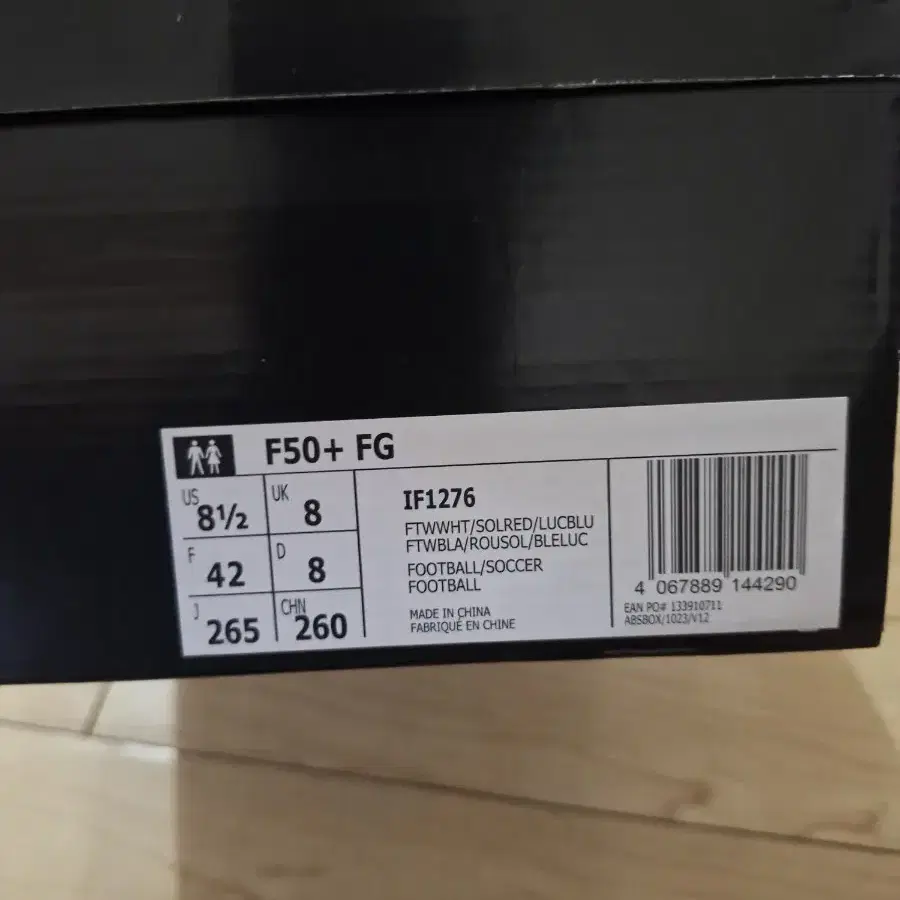 F50+ FG
US 8½ UK 8
F 42 D 8
J 265 CHN 260
IF1276
FTWWHT/SOLRED/LUCBLU
FTWBLA/ROUSOL/BLELUC
FOOTBALL/SOCCER
FOOTBALL
MADE IN CHINA
FABRIQUÉ EN CHINE
4 067889 144290
EAN PO# 133910711
ABSBOX/1023/V12